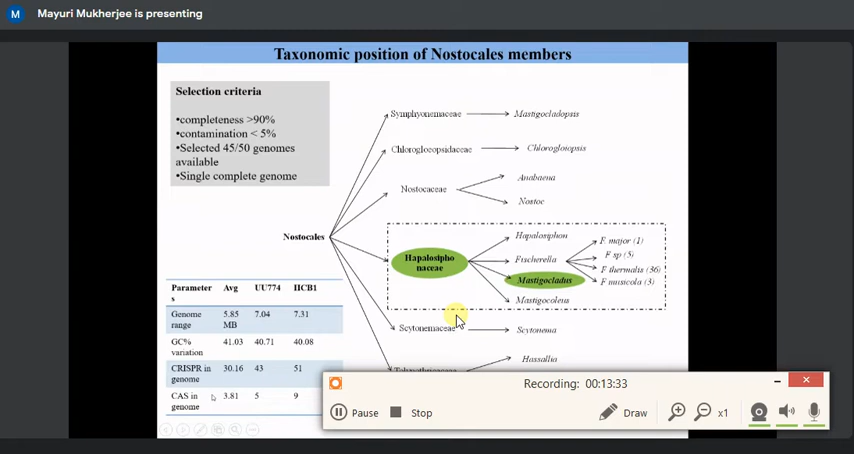 M Mayuri Mukherjee is presenting
Taxonomic position of Nostocales members
Selection criteria
•completeness >90%
•contamination < 5%
•Selected 45/50 genomes
available
•Single complete genome
Symphyonemaceae
Mastigocladopsis
Chlorogloeopsidaceae
Chlorogloiopsis
Nostocaceae
Anabaena
Nostoc
Nostocales
Hapalosipho
naceae
Hapalosiphon
Fischerella
Mastigocladus
Mastigocoleus
F. major (1)
F. sp (5)
F thermalis (36)
F. musicola (3)
Scytonemaceae
Scytonema
Hassallia
Parameter
s
Avg UU774 HCB1
Genome
range
5.85
MB
7.04 7.31
GC%
variation
41.03 40.71 40.08
CRISPR in
genome
30.16 43 51
CAS in
genome
3.81 5 9
Recording: 00:13:33
Pause Stop Draw x1